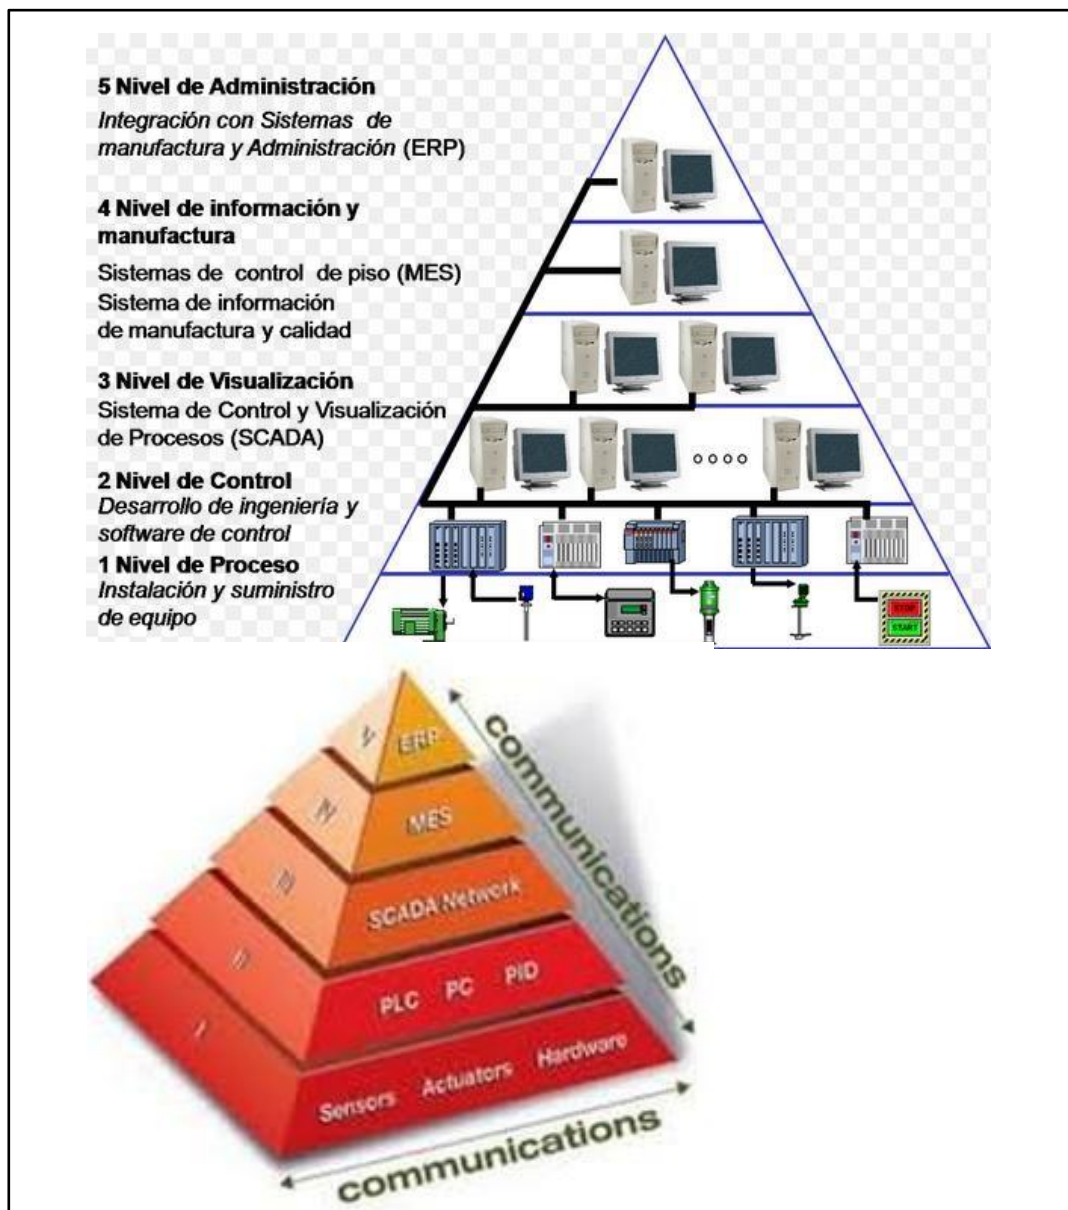 5 Nivel de Administración
Integración con Sistemas de
manufactura y Administración (ERP)
4 Nivel de información y
manufactura
Sistemas de control de piso (MES)
Sistema de información
de manufactura y calidad
3 Nivel de Visualización
Sistema de Control y Visualización
de Procesos (SCADA)
2 Nivel de Control
Desarrollo de ingeniería y
software de control
1 Nivel de Proceso
Instalación y suministro
de equipo
STOP
START
V ERP
IV MES
III SCADA Network
II PLC PC PID
I Sensors Actuators Hardware
communications
communications